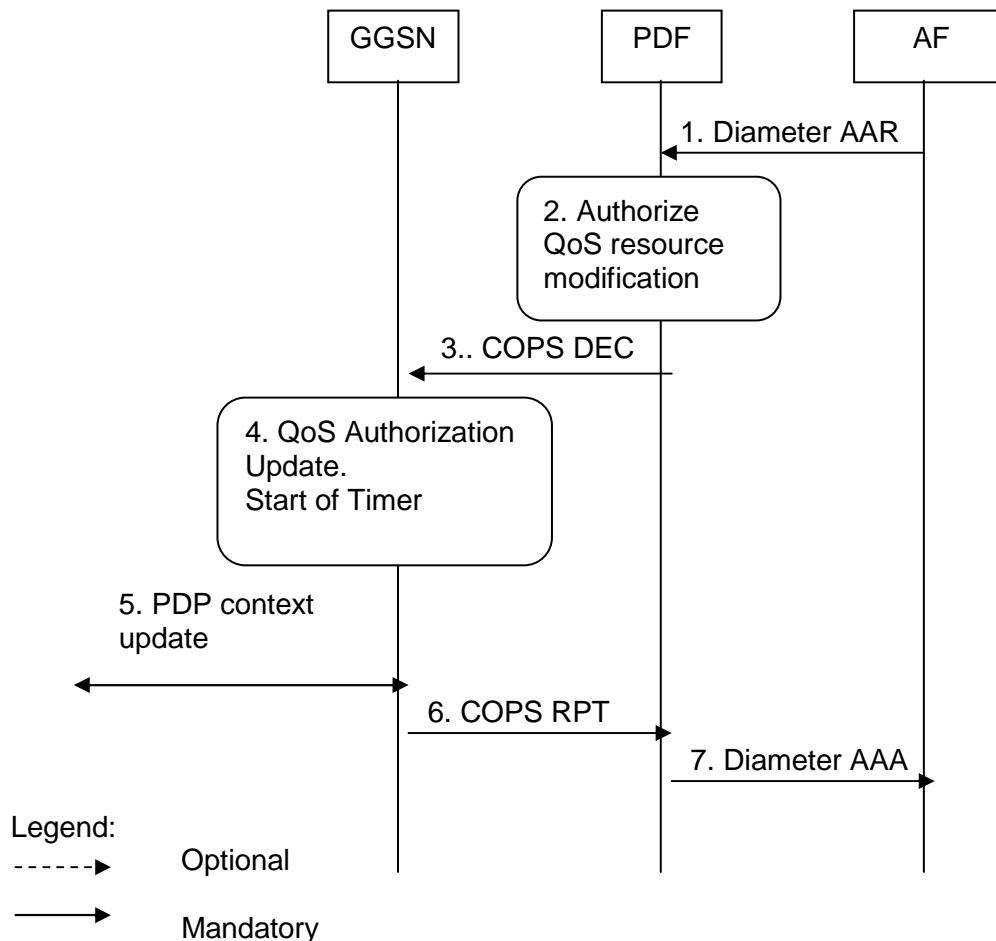 GGSN
PDF
AF
1. Diameter AAR
2. Authorize
QoS resource
modification
3.. COPS DEC
4. QoS Authorization
Update.
Start of Timer
5. PDP context
update
6. COPS RPT
7. Diameter AAA
Legend:
Optional
Mandatory